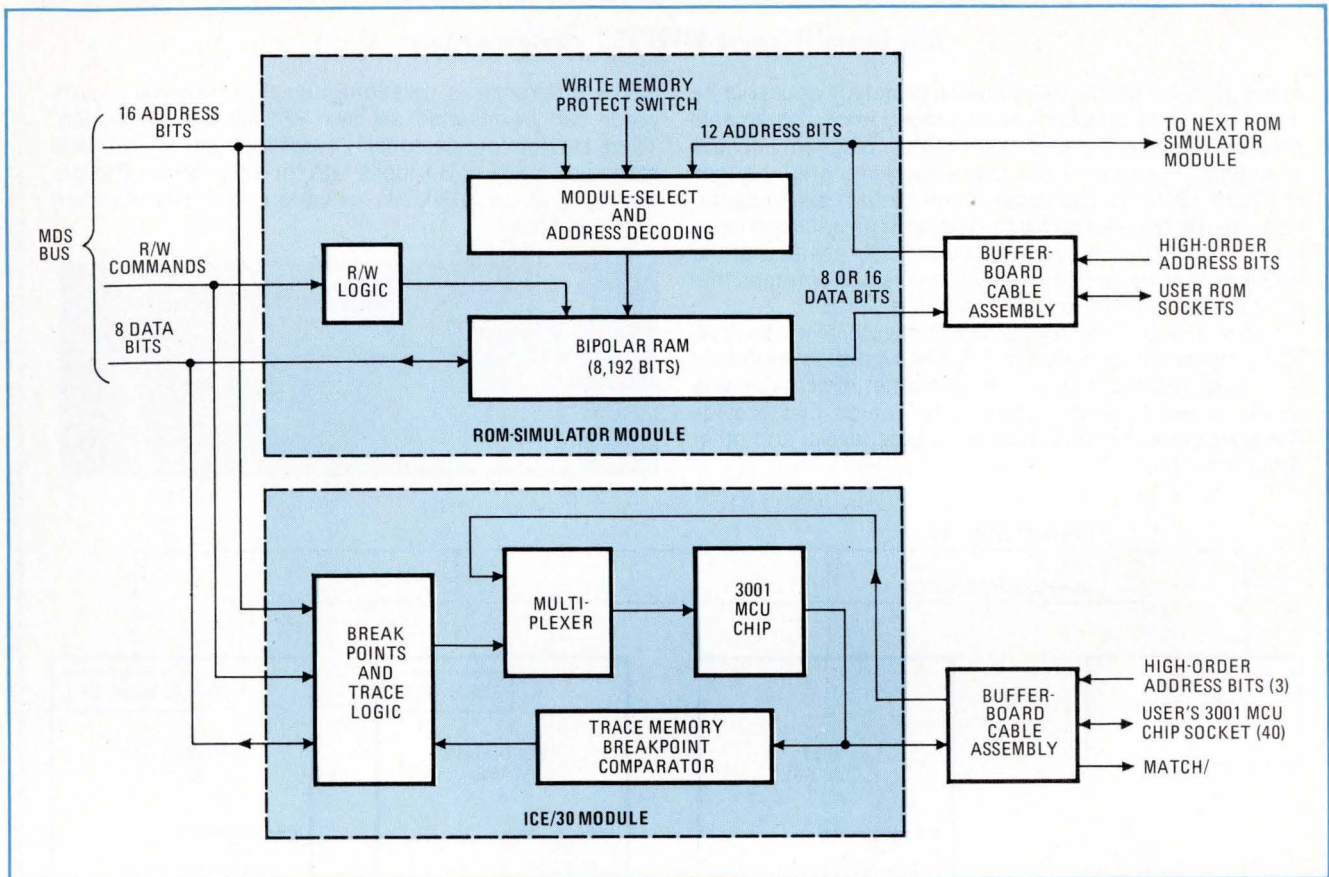 WRITE MEMORY
PROTECT SWITCH
16 ADDRESS
BITS
12 ADDRESS BITS
TO NEXT ROM
SIMULATOR
MODULE
MODULE-SELECT
AND
ADDRESS DECODING
MDS
BUS
R/W
COMMANDS
R/W
LOGIC
8 OR 16
DATA BITS
BUFFER-
BOARD
CABLE
ASSEMBLY
HIGH-ORDER
ADDRESS BITS
USER ROM
SOCKETS
8 DATA
BITS
BIPOLAR RAM
(8,192 BITS)
ROM-SIMULATOR MODULE
BREAK
POINTS
AND
TRACE
LOGIC
MULTI-
PLEXER
3001
MCU
CHIP
TRACE MEMORY
BREAKPOINT
COMPARATOR
BUFFER-
BOARD
CABLE
ASSEMBLY
HIGH-ORDER
ADDRESS BITS (3)
USER'S 3001 MCU
CHIP SOCKET (40)
MATCH/
ICE/30 MODULE